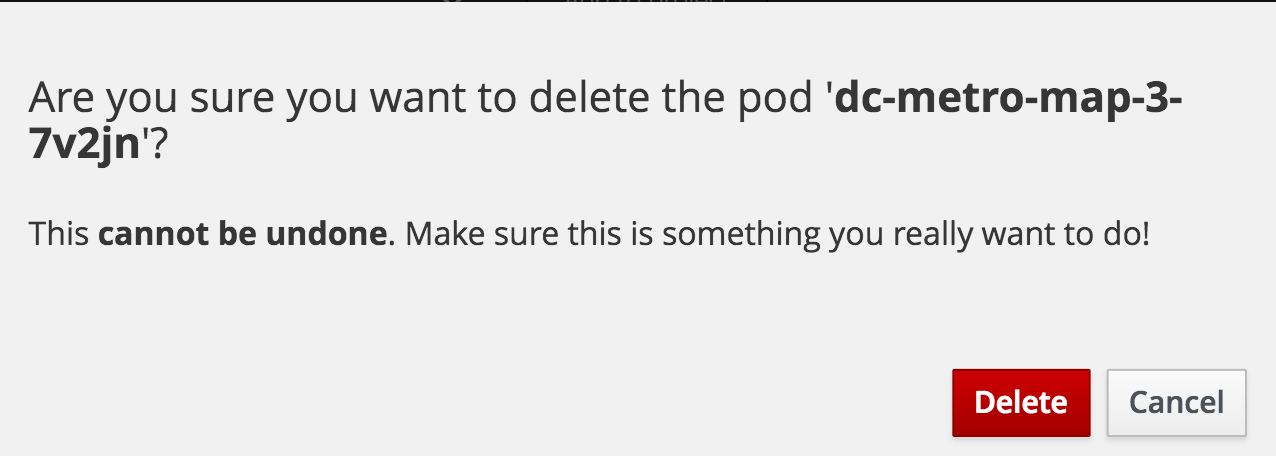 Are you sure you want to delete the pod 'dc-metro-map-3-
7v2jn'?
This cannot be undone. Make sure this is something you really want to do!
Delete Cancel